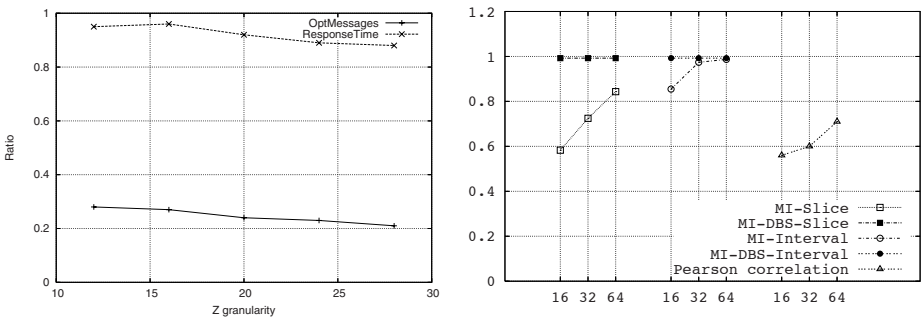 1
0.8
0.6
0.4
0.2
0
Ratio
10
15
20
25
30
Z granularity
OptMessages
ResponseTime
1.2
1
0.8
0.6
0.4
0.2
0
16 32 64
16 32 64
16 32 64
MI-Slice
MI-DBS-Slice
MI-Interval
MI-DBS-Interval
Pearson correlation